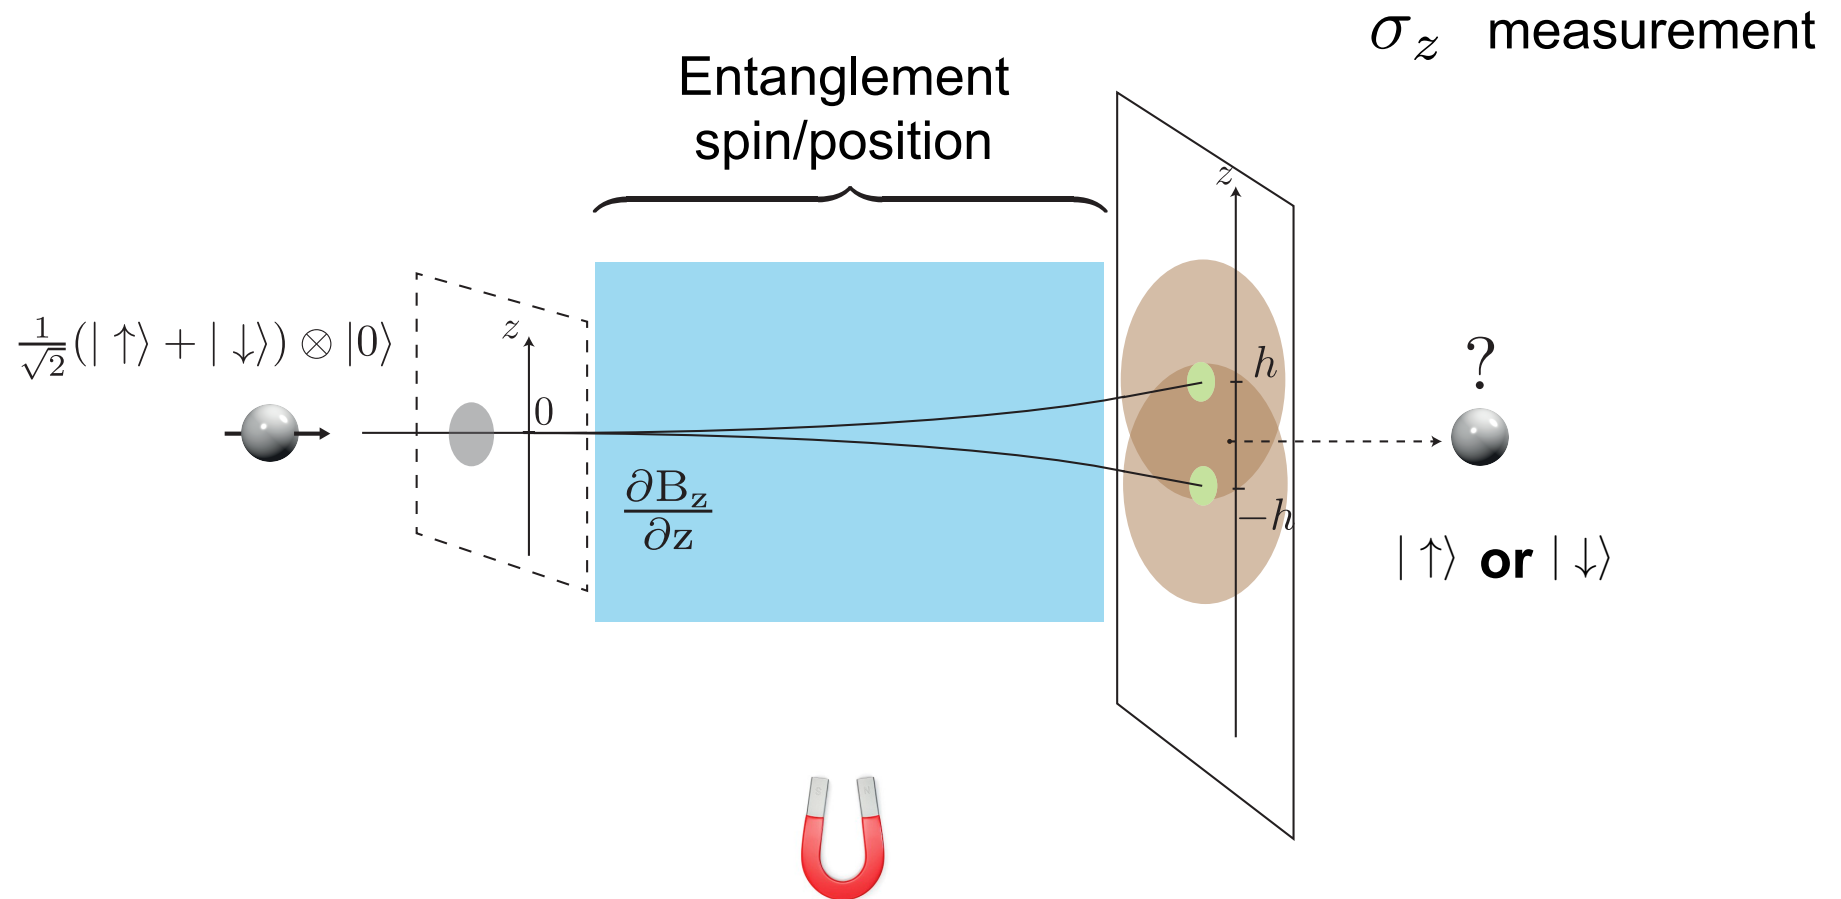 σ_z measurement
Entanglement
spin/position
z
1/√2(| ↑⟩ + | ↓⟩) ⊗ |0⟩
z
0
h
?
∂B_z/∂z
−h
| ↑⟩ or | ↓⟩